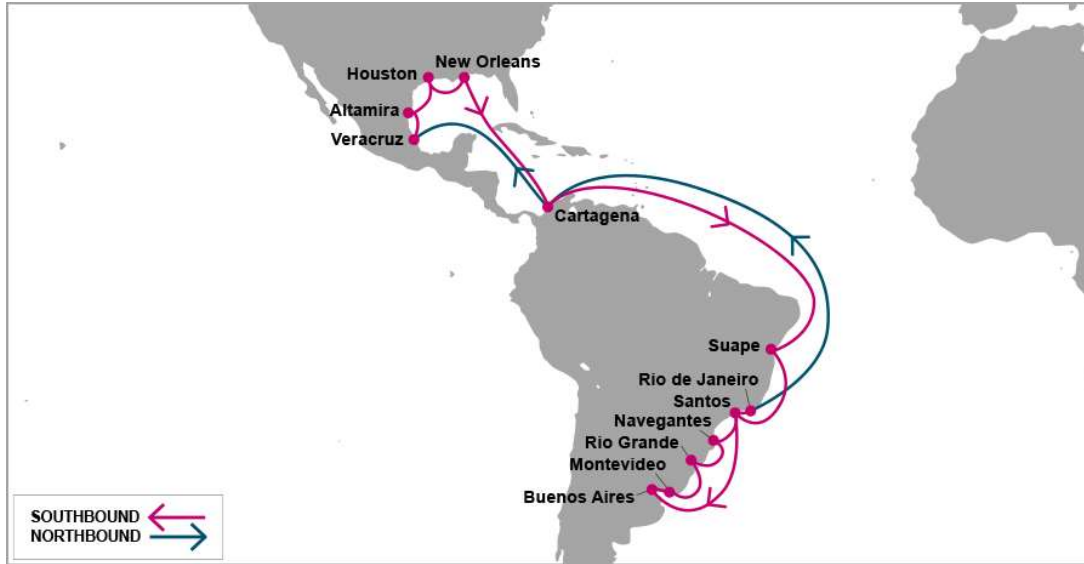 New Orleans
Houston
Altamira
Veracruz
Cartagena
Suape
Rio de Janeiro
Santos
Navegantes
Rio Grande
Montevideo
Buenos Aires
SOUTHBOUND
NORTHBOUND